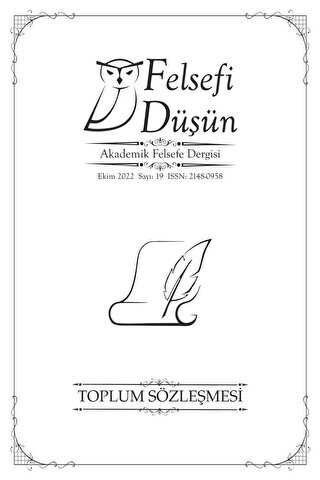 Felsefi
Düşün
Akademik Felsefe Dergisi
Ekim 2022 Sayı: 19 ISSN: 2148-0958
TOPLUM SÖZLEŞMESİ